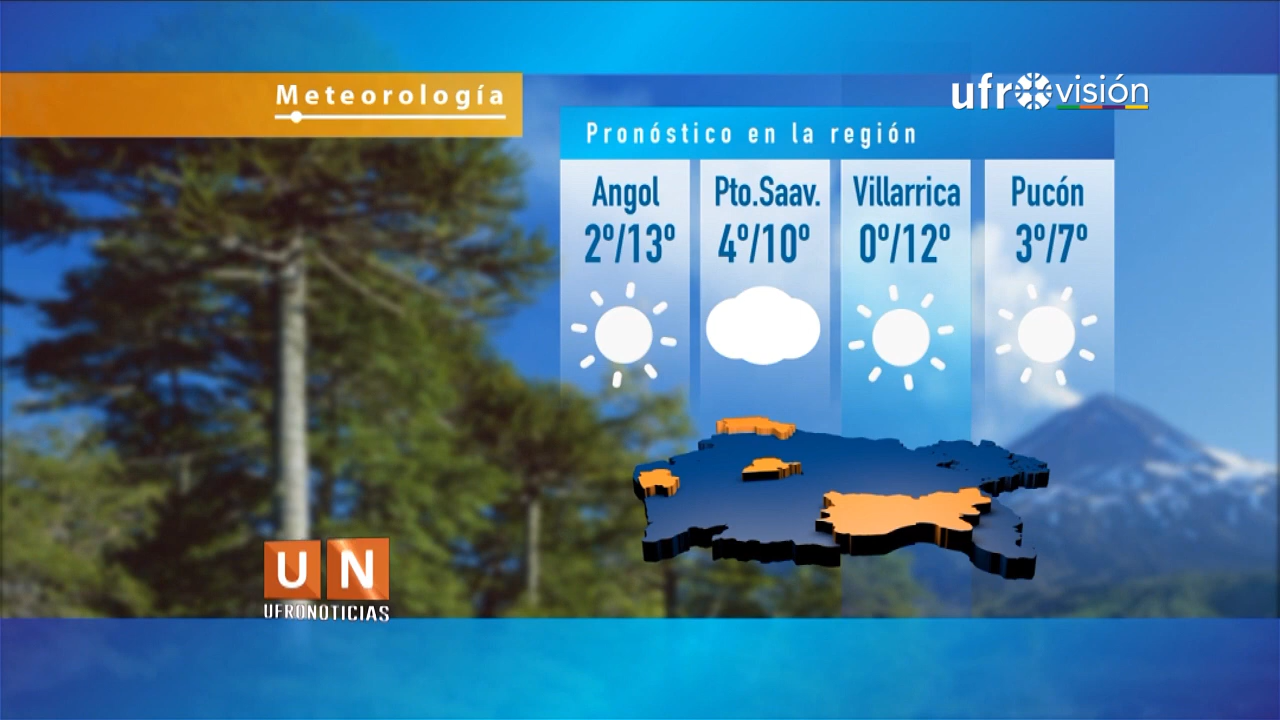 Meteorología
ufrovisión
Pronóstico en la región
Angol
2º/13º
Pto.Saav.
4º/10º
Villarrica
0º/12º
Pucón
3º/7º
UN
UFRONOTICIAS